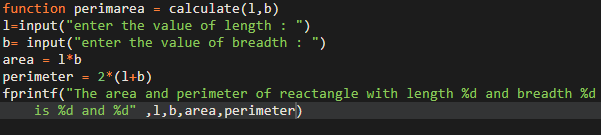 function perimarea = calculate(l,b)
l=input("enter the value of length : ")
b= input("enter the value of breadth : ")
area = l*b
perimeter = 2*(l+b)
fprintf("The area and perimeter of reactangle with length %d and breadth %d
is %d and %d" ,l,b,area,perimeter)